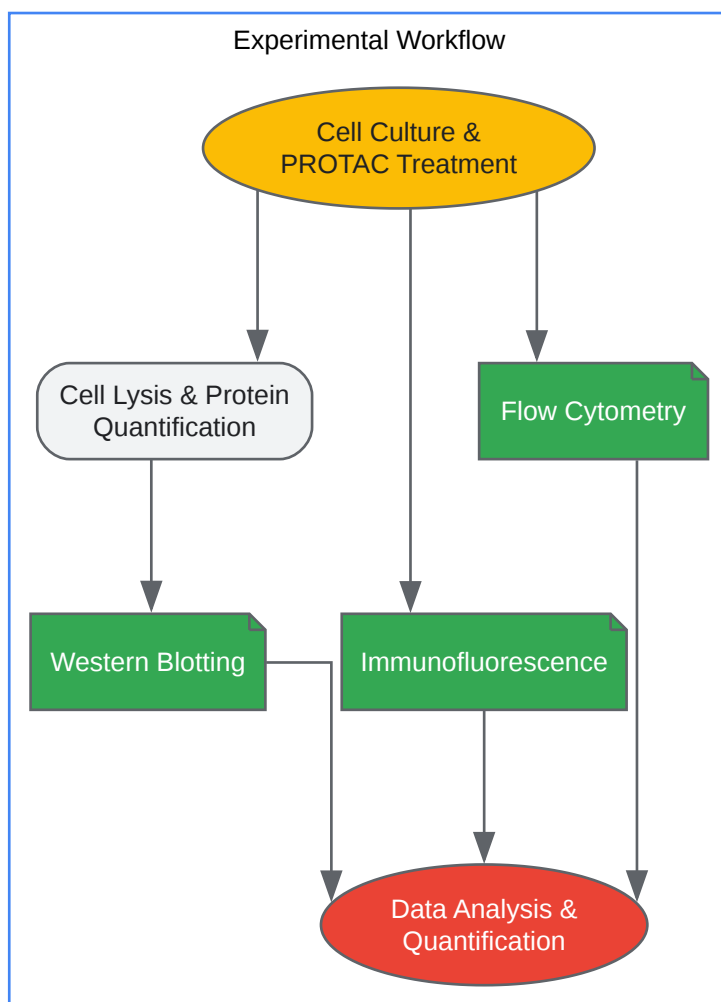 Experimental Workflow
Cell Culture &
PROTAC Treatment
Cell Lysis & Protein
Quantification
Flow Cytometry
Western Blotting
Immunofluorescence
Data Analysis &
Quantification